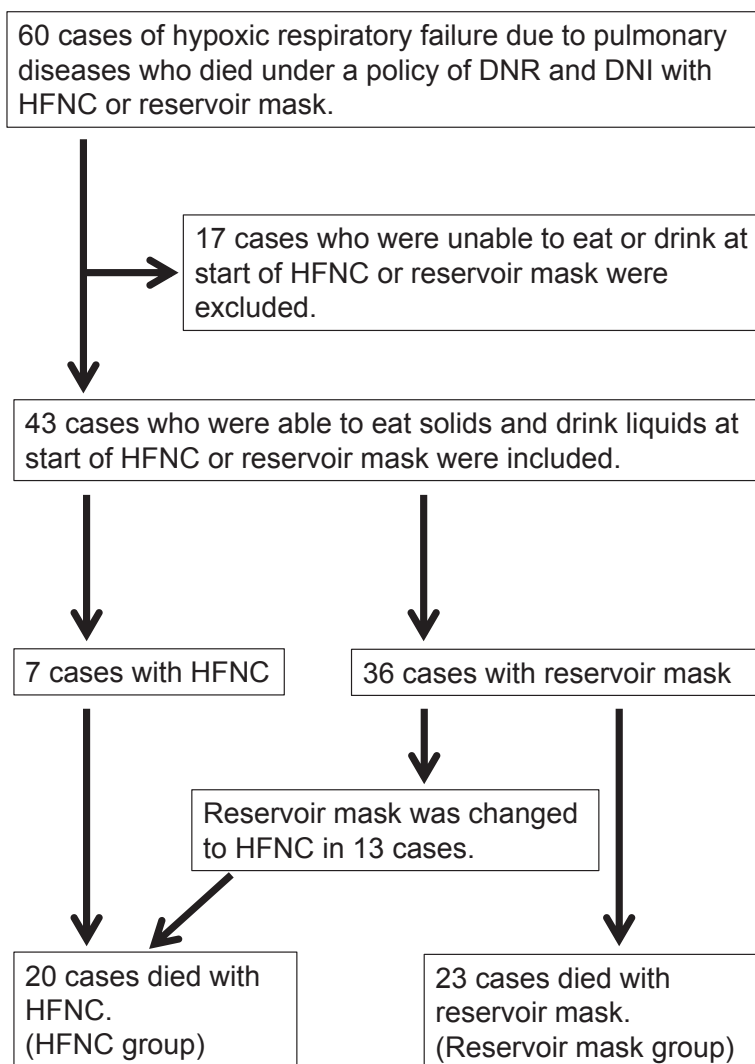 60 cases of hypoxic respiratory failure due to pulmonary
diseases who died under a policy of DNR and DNI with
HFNC or reservoir mask.
17 cases who were unable to eat or drink at
start of HFNC or reservoir mask were
excluded.
43 cases who were able to eat solids and drink liquids at
start of HFNC or reservoir mask were included.
7 cases with HFNC
36 cases with reservoir mask
Reservoir mask was changed
to HFNC in 13 cases.
20 cases died with
HFNC.
(HFNC group)
23 cases died with
reservoir mask.
(Reservoir mask group)